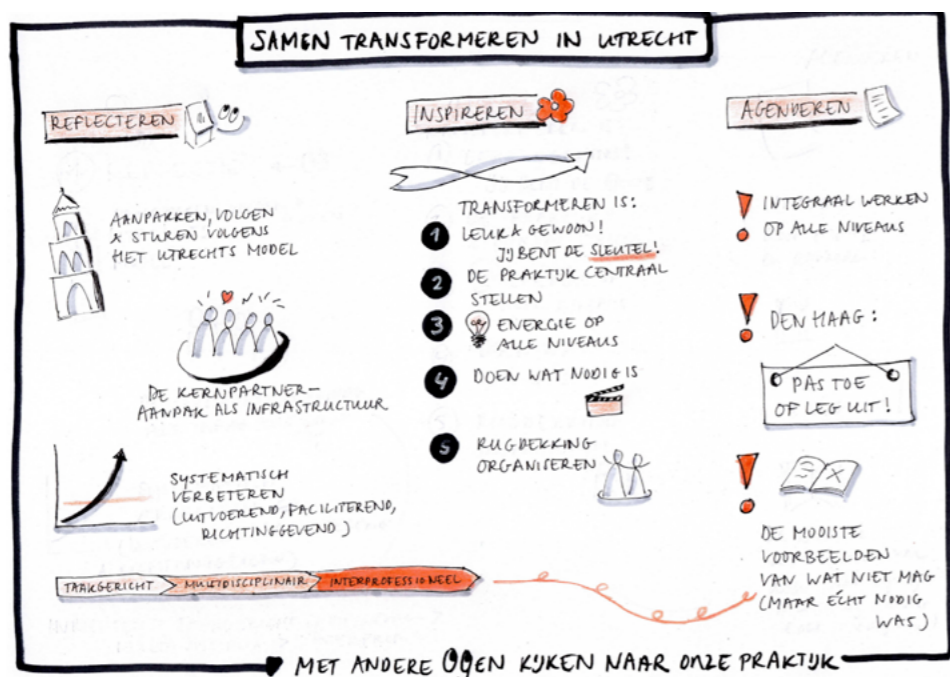 SAMEN TRANSFORMEREN IN UTRECHT
REFLECTEREN
AANPAKKEN, VOLGEN
& STUREN VOLGENS
HET UTRECHTS MODEL
DE KERNPARTNER-
AANPAK ALS INFRASTRUCTUUR
SYSTEMATISCH
VERBETEREN
(UITVOEREND, FACILITEREND,
RICHTINGGEVEND)
TAAKGERICHT
MULTIDISCIPLINAIR
INTERPROFESSIONEEL
INSPIREREN
TRANSFORMEREN IS:
1 LEUK & GEWOON!
JIJ BENT DE SLEUTEL!
2 DE PRAKTIJK CENTRAAL
STELLEN
3 ENERGIE OP
ALLE NIVEAUS
4 DOEN WAT NODIG IS
5 RUGDEKKING
ORGANISEREN
AGENDEREN
! INTEGRAAL WERKEN
OP ALLE NIVEAUS
! DEN HAAG:
PAS TOE
OF LEG UIT!
!
DE MOOISTE
VOORBEELDEN
VAN WAT NIET MAG
(MAAR ÉCHT NODIG
WAS)
MET ANDERE OGEN KIJKEN NAAR ONZE PRAKTIJK